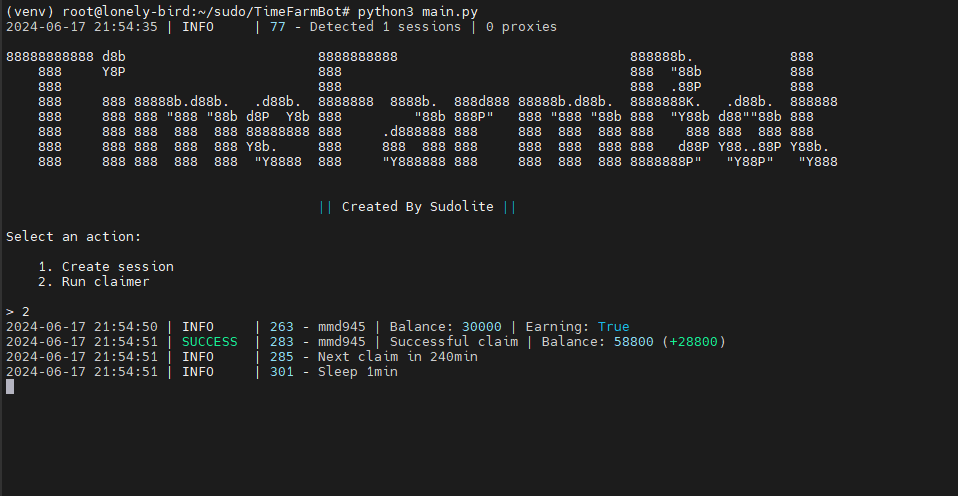 (venv) root@lonely-bird:~/sudo/TimeFarmBot# python3 main.py
2024-06-17 21:54:35 | INFO     | 77 - Detected 1 sessions | 0 proxies
88888888888 d8b                        8888888888                                    888888b.            888
    888     Y8P                        888                                           888  "88b           888
    888                                888                                           888  .88P           888
    888     888 88888b.d88b.   .d88b.  8888888  8888b.  888d888 88888b.d88b.  8888888K.   .d88b.  888888
    888     888 888 "888 "88b d8P  Y8b 888         "88b 888P"   888 "888 "88b 888  "Y88b d88""88b 888
    888     888 888  888  888 88888888 888     .d888888 888     888  888  888 888    888 888  888 888
    888     888 888  888  888 Y8b.     888     888  888 888     888  888  888 888   d88P Y88..88P Y88b.
    888     888 888  888  888  "Y8888  888     "Y888888 888     888  888  888 8888888P"   "Y88P"   "Y888
|| Created By Sudolite ||
Select an action:
    1. Create session
    2. Run claimer
> 2
2024-06-17 21:54:50 | INFO     | 263 - mmd945 | Balance: 30000 | Earning: True
2024-06-17 21:54:51 | SUCCESS  | 283 - mmd945 | Successful claim | Balance: 58800 (+28800)
2024-06-17 21:54:51 | INFO     | 285 - Next claim in 240min
2024-06-17 21:54:51 | INFO     | 301 - Sleep 1min